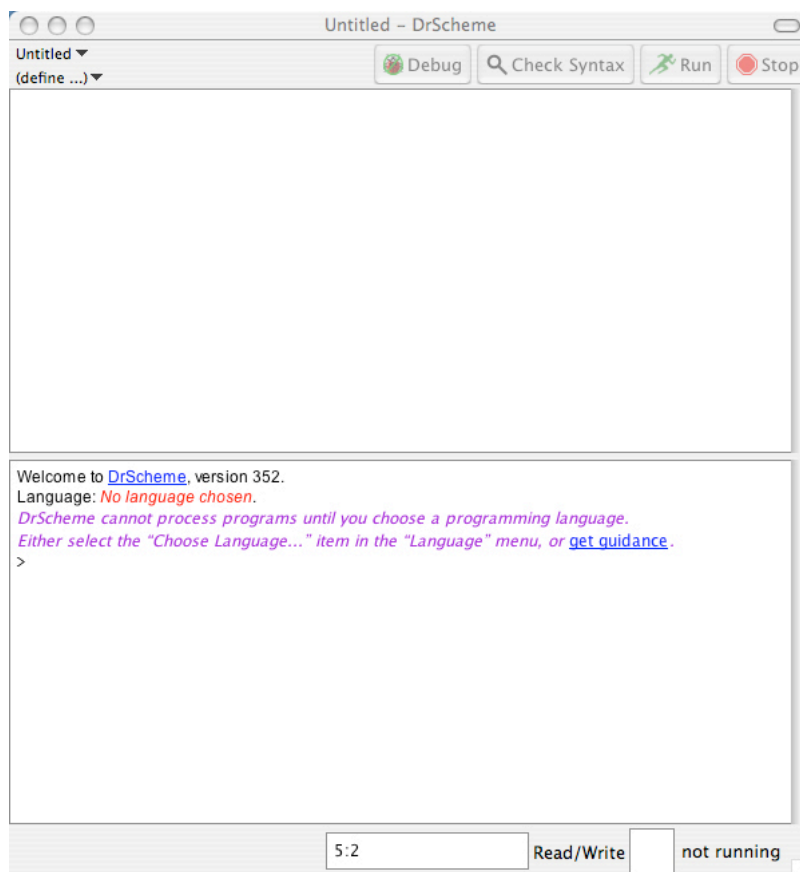 Untitled – DrScheme
Untitled
(define ...)
Debug
Check Syntax
Run
Stop
Welcome to DrScheme, version 352.
Language: No language chosen.
DrScheme cannot process programs until you choose a programming language.
Either select the “Choose Language...” item in the “Language” menu, or get guidance.
>
5:2
Read/Write
not running